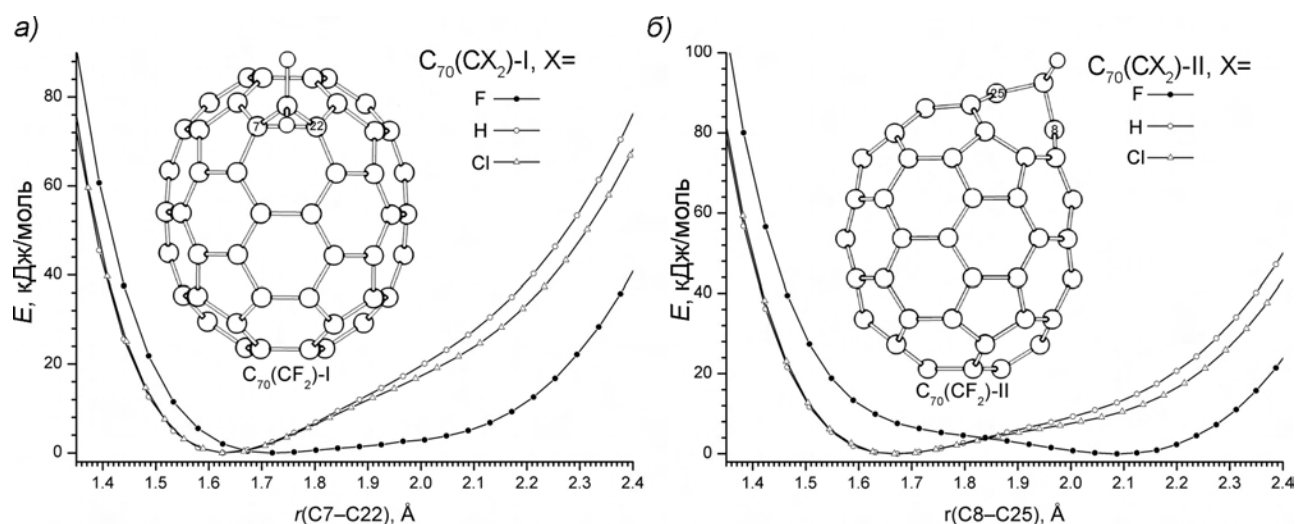 а)
C₇₀(CX₂)-I, X=
F
H
Cl
7
22
E, кДж/моль
80
60
40
20
0
C₇₀(CF₂)-I
1.4 1.5 1.6 1.7 1.8 1.9 2.0 2.1 2.2 2.3 2.4
r(C7–C22), Å
б)
C₇₀(CX₂)-II, X=
F
H
Cl
25
8
E, кДж/моль
100
80
60
40
20
0
C₇₀(CF₂)-II
1.4 1.5 1.6 1.7 1.8 1.9 2.0 2.1 2.2 2.3 2.4
r(C8–C25), Å